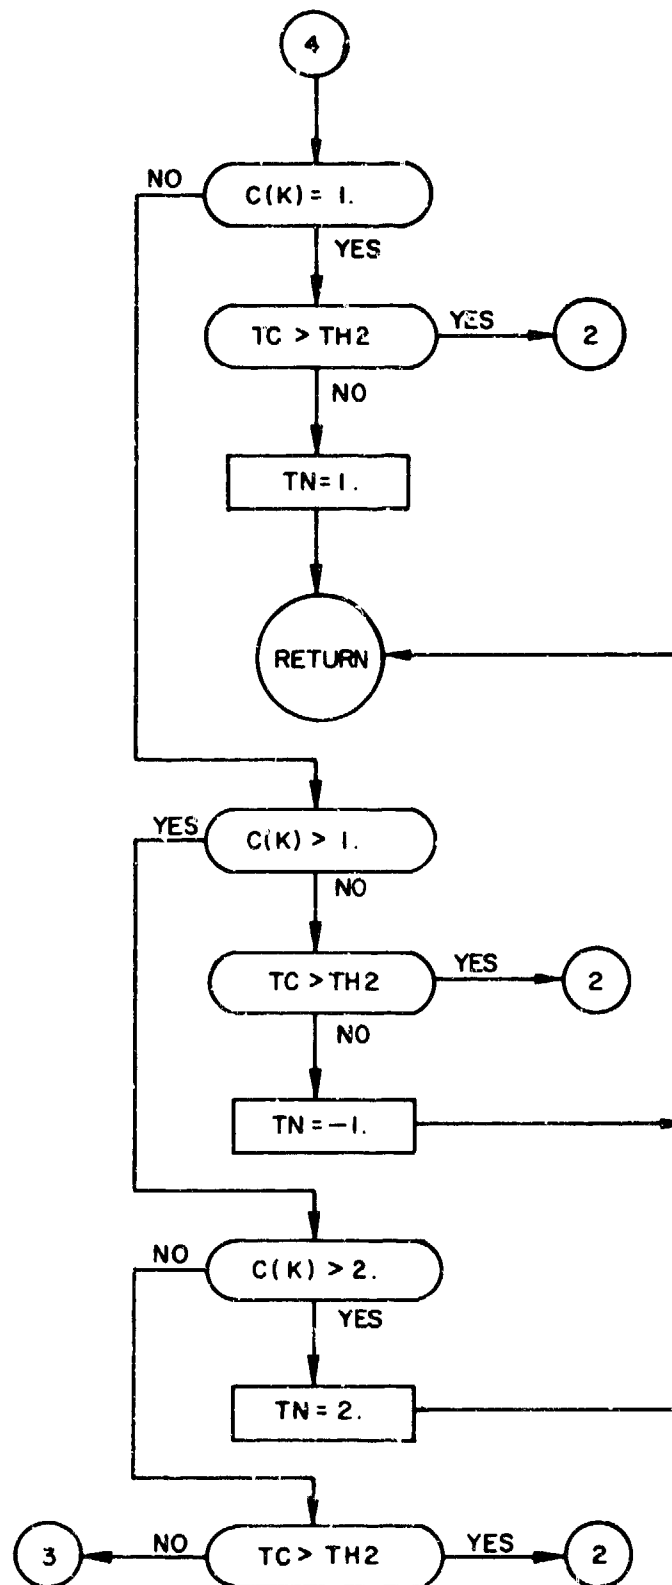 4
NO
C(K) = 1.
YES
TC > TH2
YES
2
NO
TN=1.
RETURN
YES
C(K) > 1.
NO
TC > TH2
YES
2
NO
TN = -1.
NO
C(K) > 2.
YES
TN = 2.
3
NO
TC > TH2
YES
2